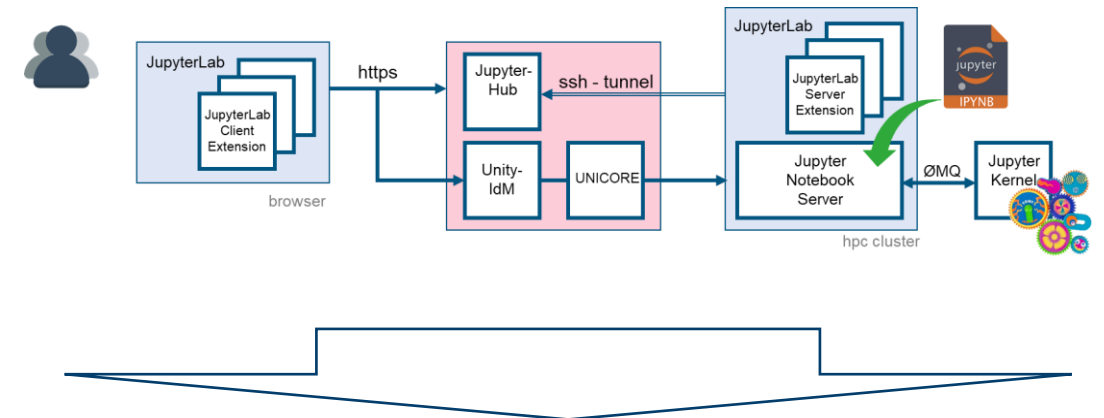 JupyterLab
JupyterLab
Client
Extension
browser
https
Jupyter-
Hub
Unity-
IdM
UNICORE
ssh - tunnel
JupyterLab
JupyterLab
Server
Extension
Jupyter
Notebook
Server
hpc cluster
jupyter
IPYNB
ØMQ
Jupyter
Kernel